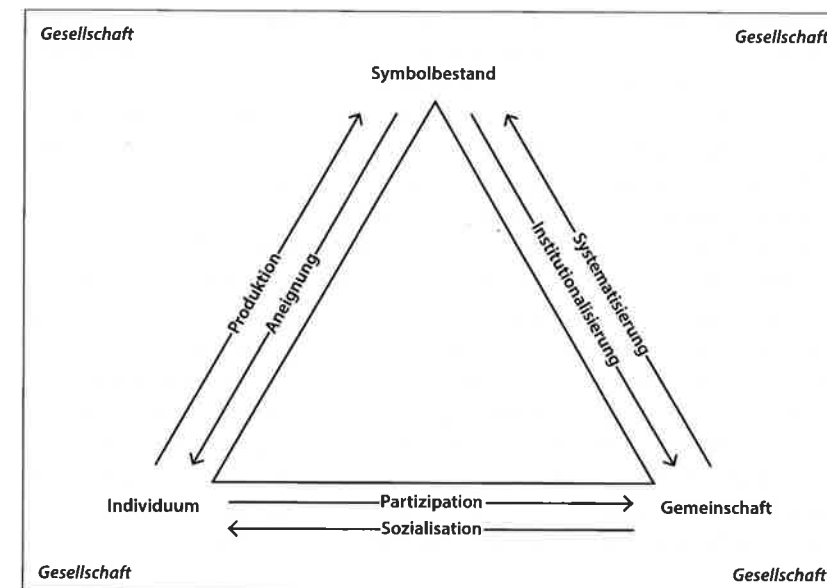 Gesellschaft Gesellschaft
Symbolbestand
Produktion
Aneignung
Institutionalisierung
Systematisierung
Individuum
Partizipation
Gemeinschaft
Sozialisation
Gesellschaft Gesellschaft